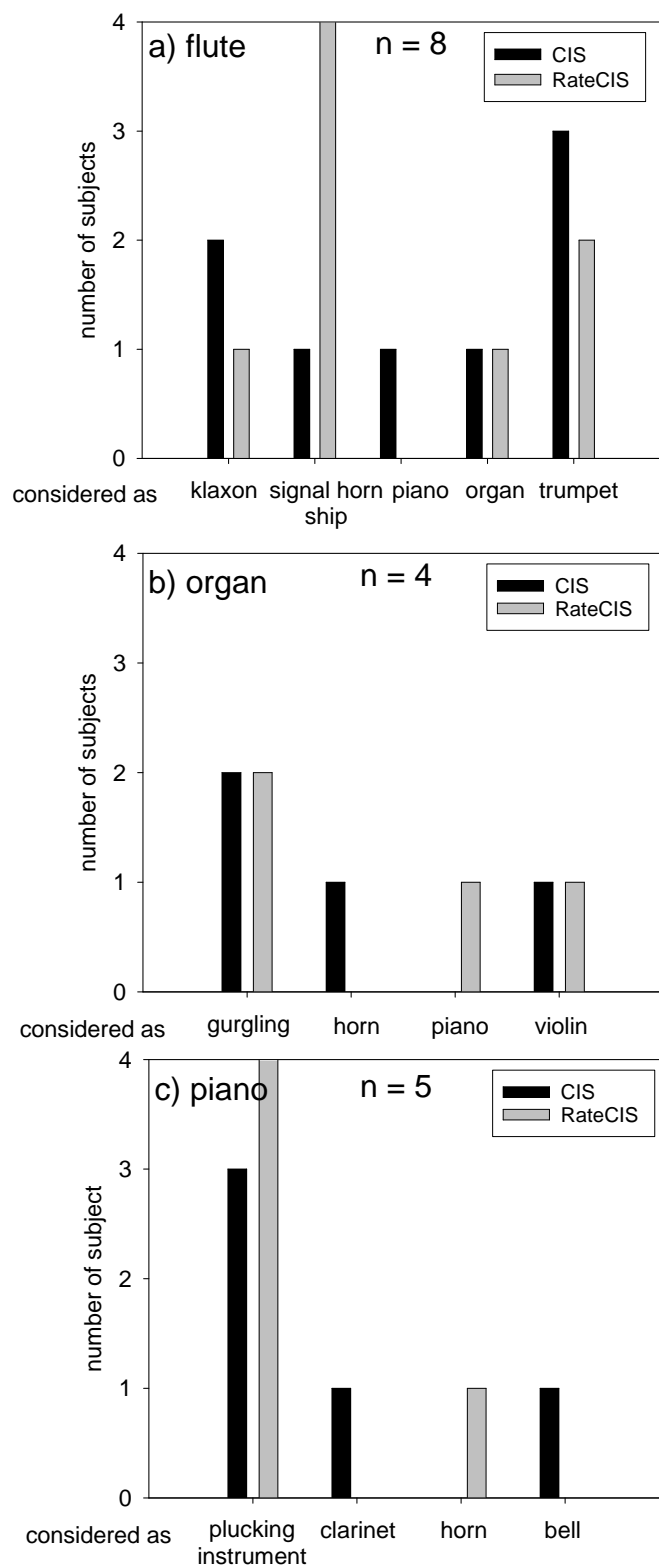 a) flute
n = 8
CIS
RateCIS
number of subjects
4
3
2
1
0
considered as
klaxon
signal horn
ship
piano
organ
trumpet
b) organ
n = 4
CIS
RateCIS
number of subjects
4
3
2
1
0
considered as
gurgling
horn
piano
violin
c) piano
n = 5
CIS
RateCIS
number of subject
4
3
2
1
0
considered as
plucking
instrument
clarinet
horn
bell